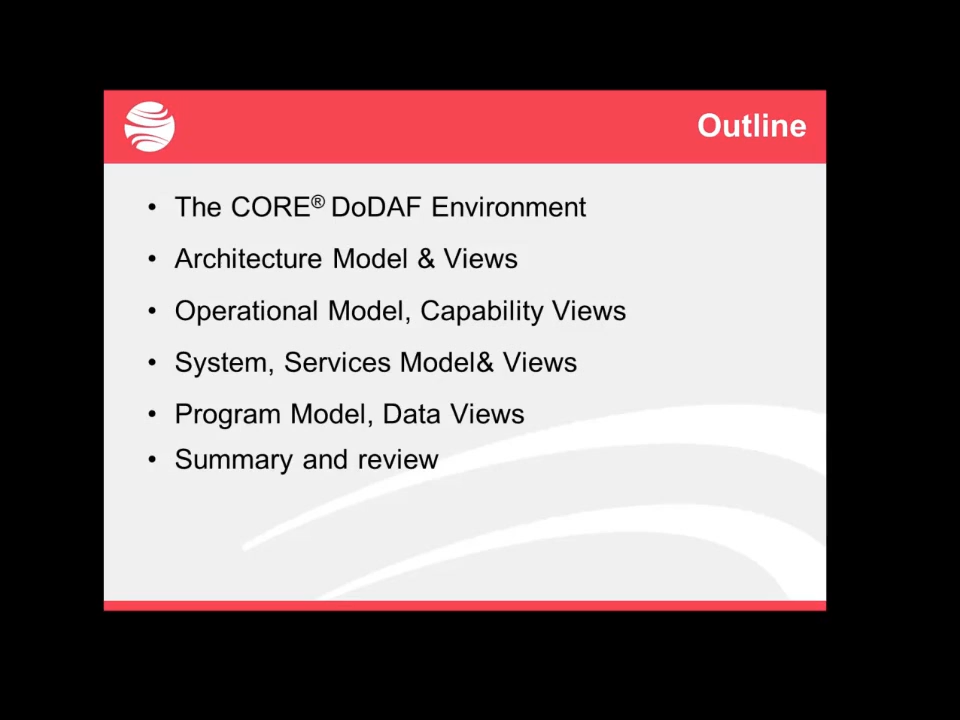 Outline
• The CORE® DoDAF Environment
• Architecture Model & Views
• Operational Model, Capability Views
• System, Services Model& Views
• Program Model, Data Views
• Summary and review